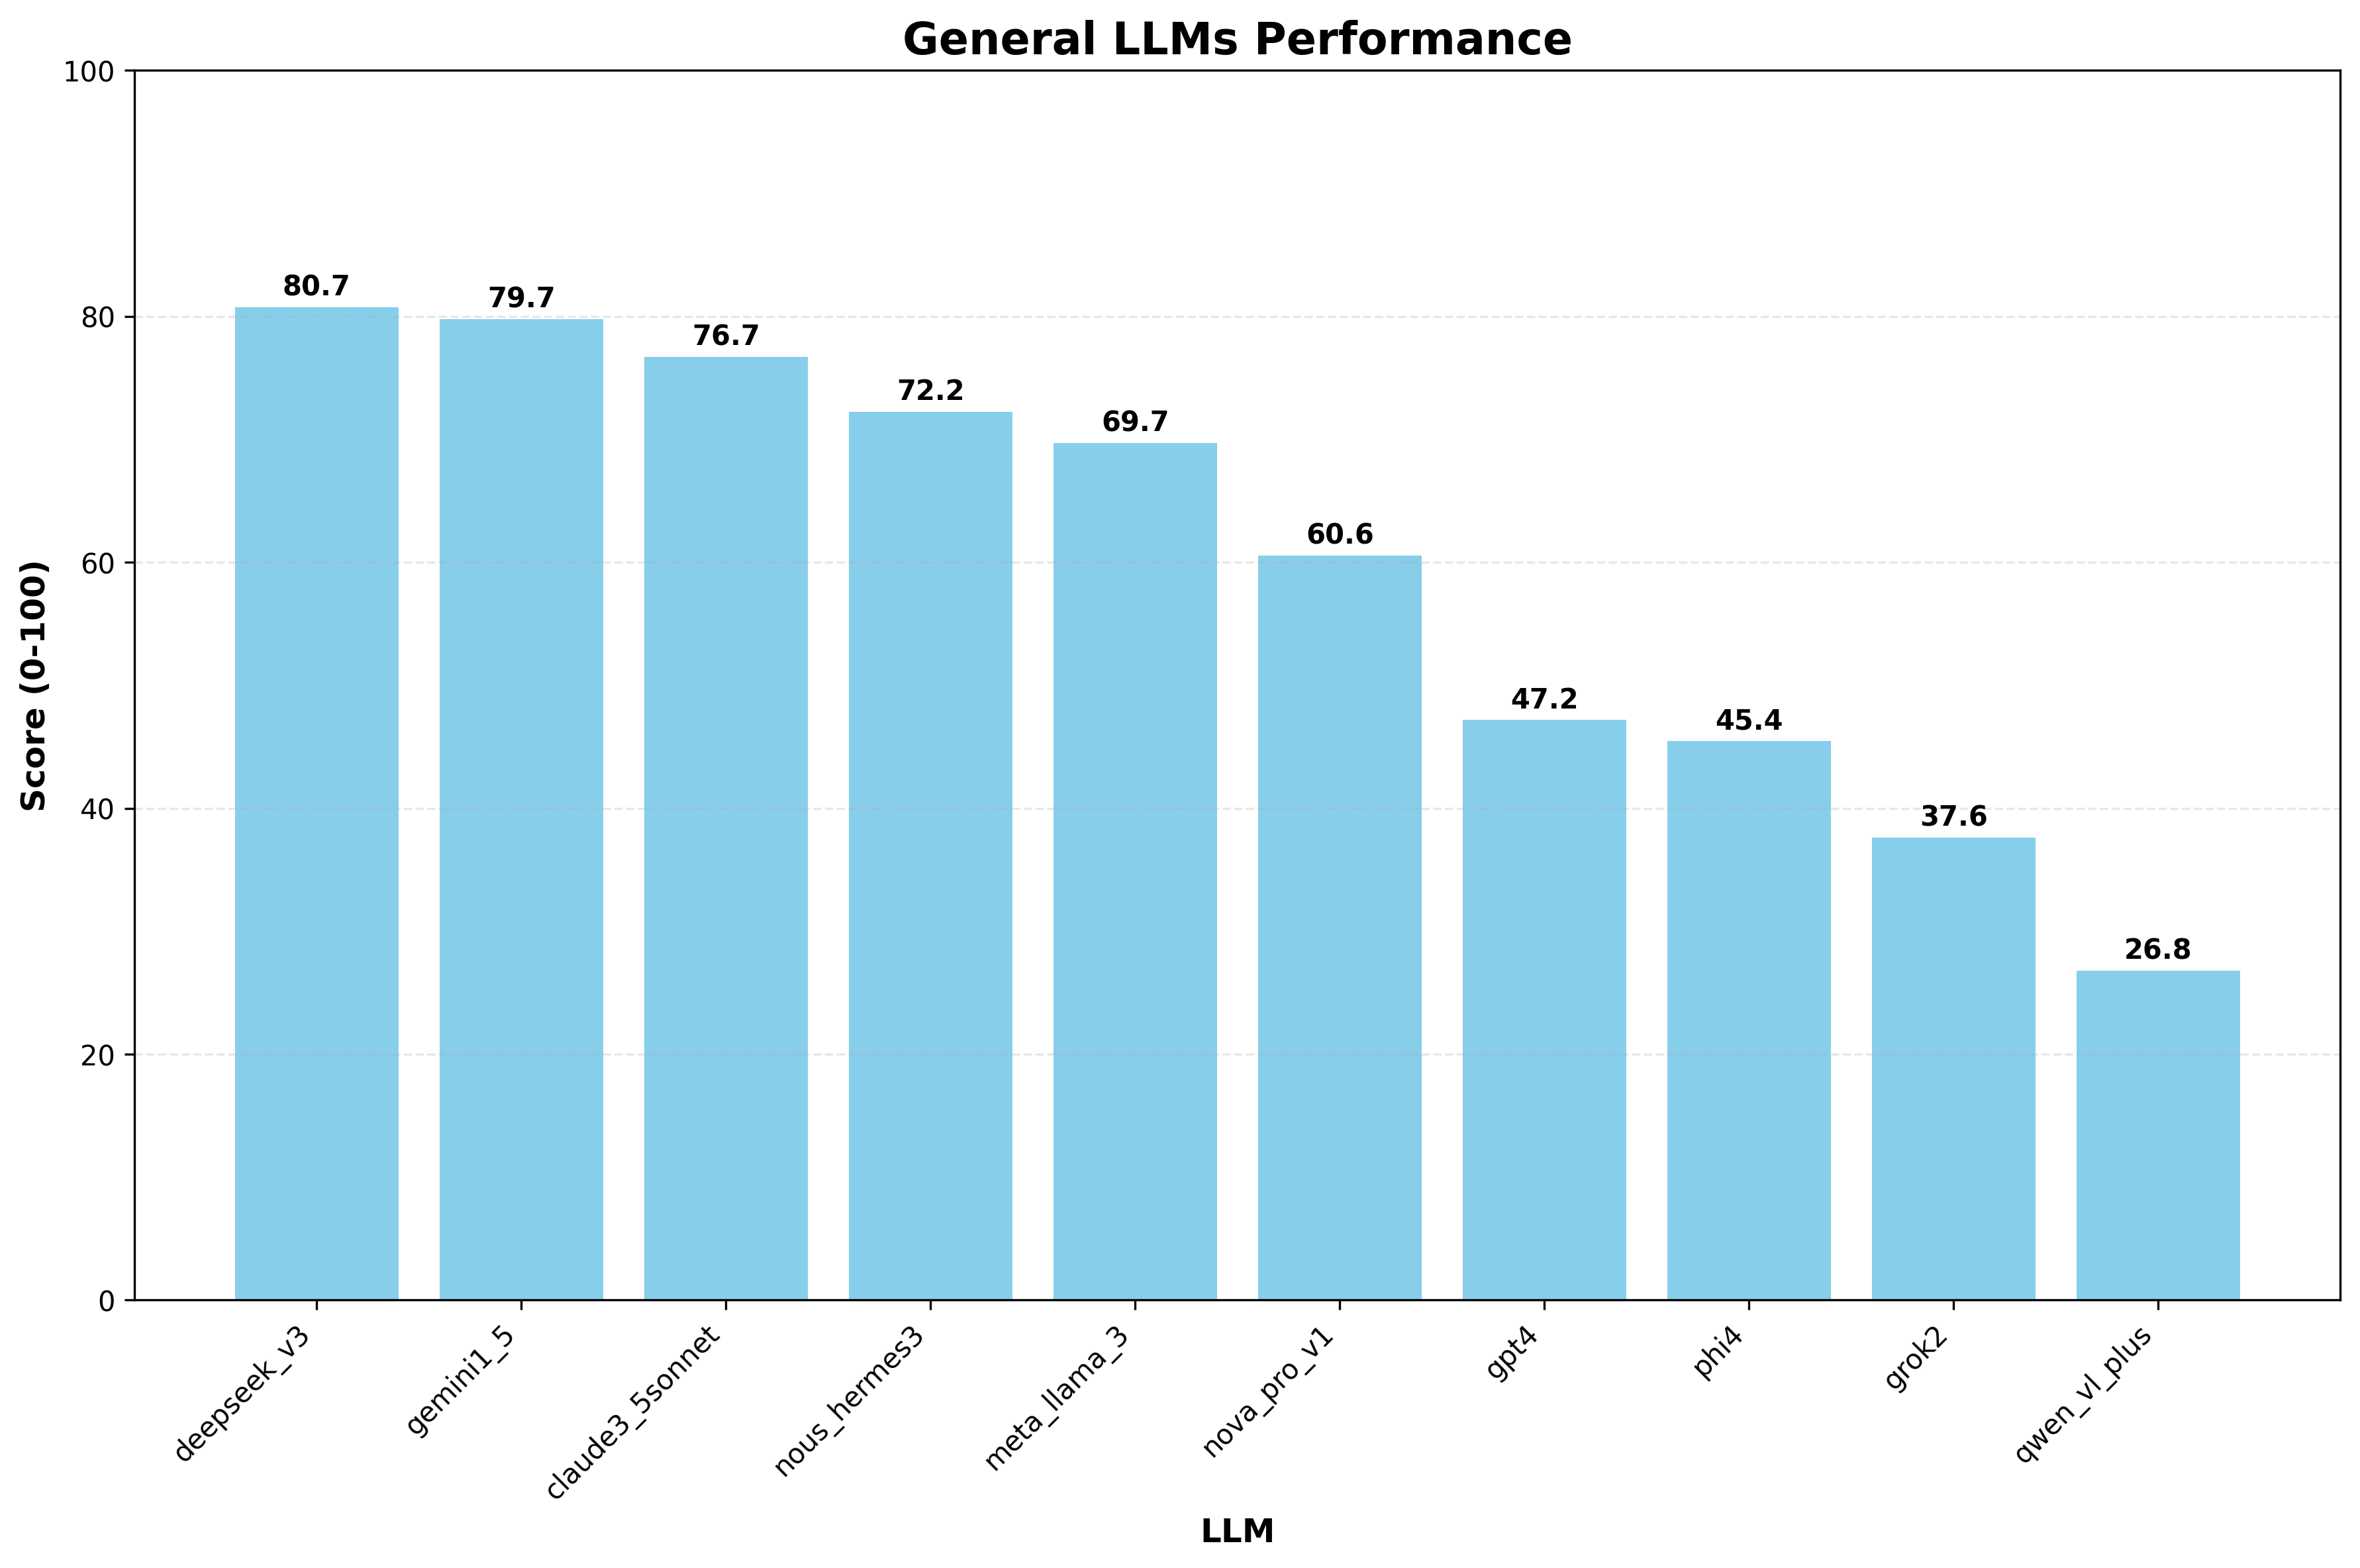 General LLMs Performance
100
80
60
40
20
0
Score (0-100)
80.7
79.7
76.7
72.2
69.7
60.6
47.2
45.4
37.6
26.8
deepseek_v3
gemini1_5
claude3_5sonnet
nous_hermes3
meta_llama_3
nova_pro_v1
gpt4
phi4
grok2
qwen_vl_plus
LLM